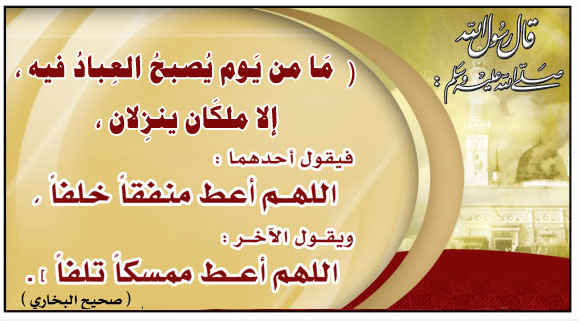 قال رسول الله
صلى الله عليه وسلم :
( مَا من يَوم يُصبحُ العِبادُ فيه ،
إلا ملكَان ينزِلان ،
فيقول أحدهما :
اللهم أعط منفقاً خلفاً ،
ويقول الآخر :
اللهم أعط ممسكاً تلفاً ) .
( صحيح البخاري )